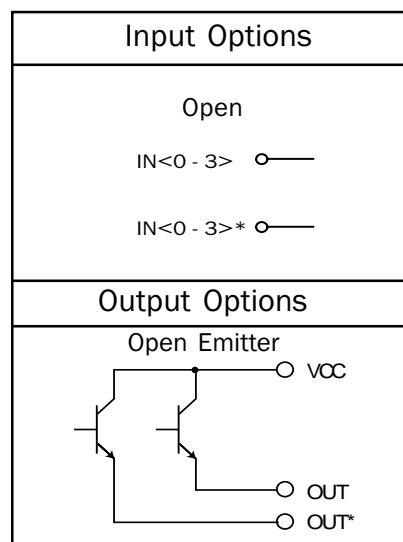 Input Options
Open
IN<0 - 3>
IN<0 - 3>*
Output Options
Open Emitter
VCC
OUT
OUT*